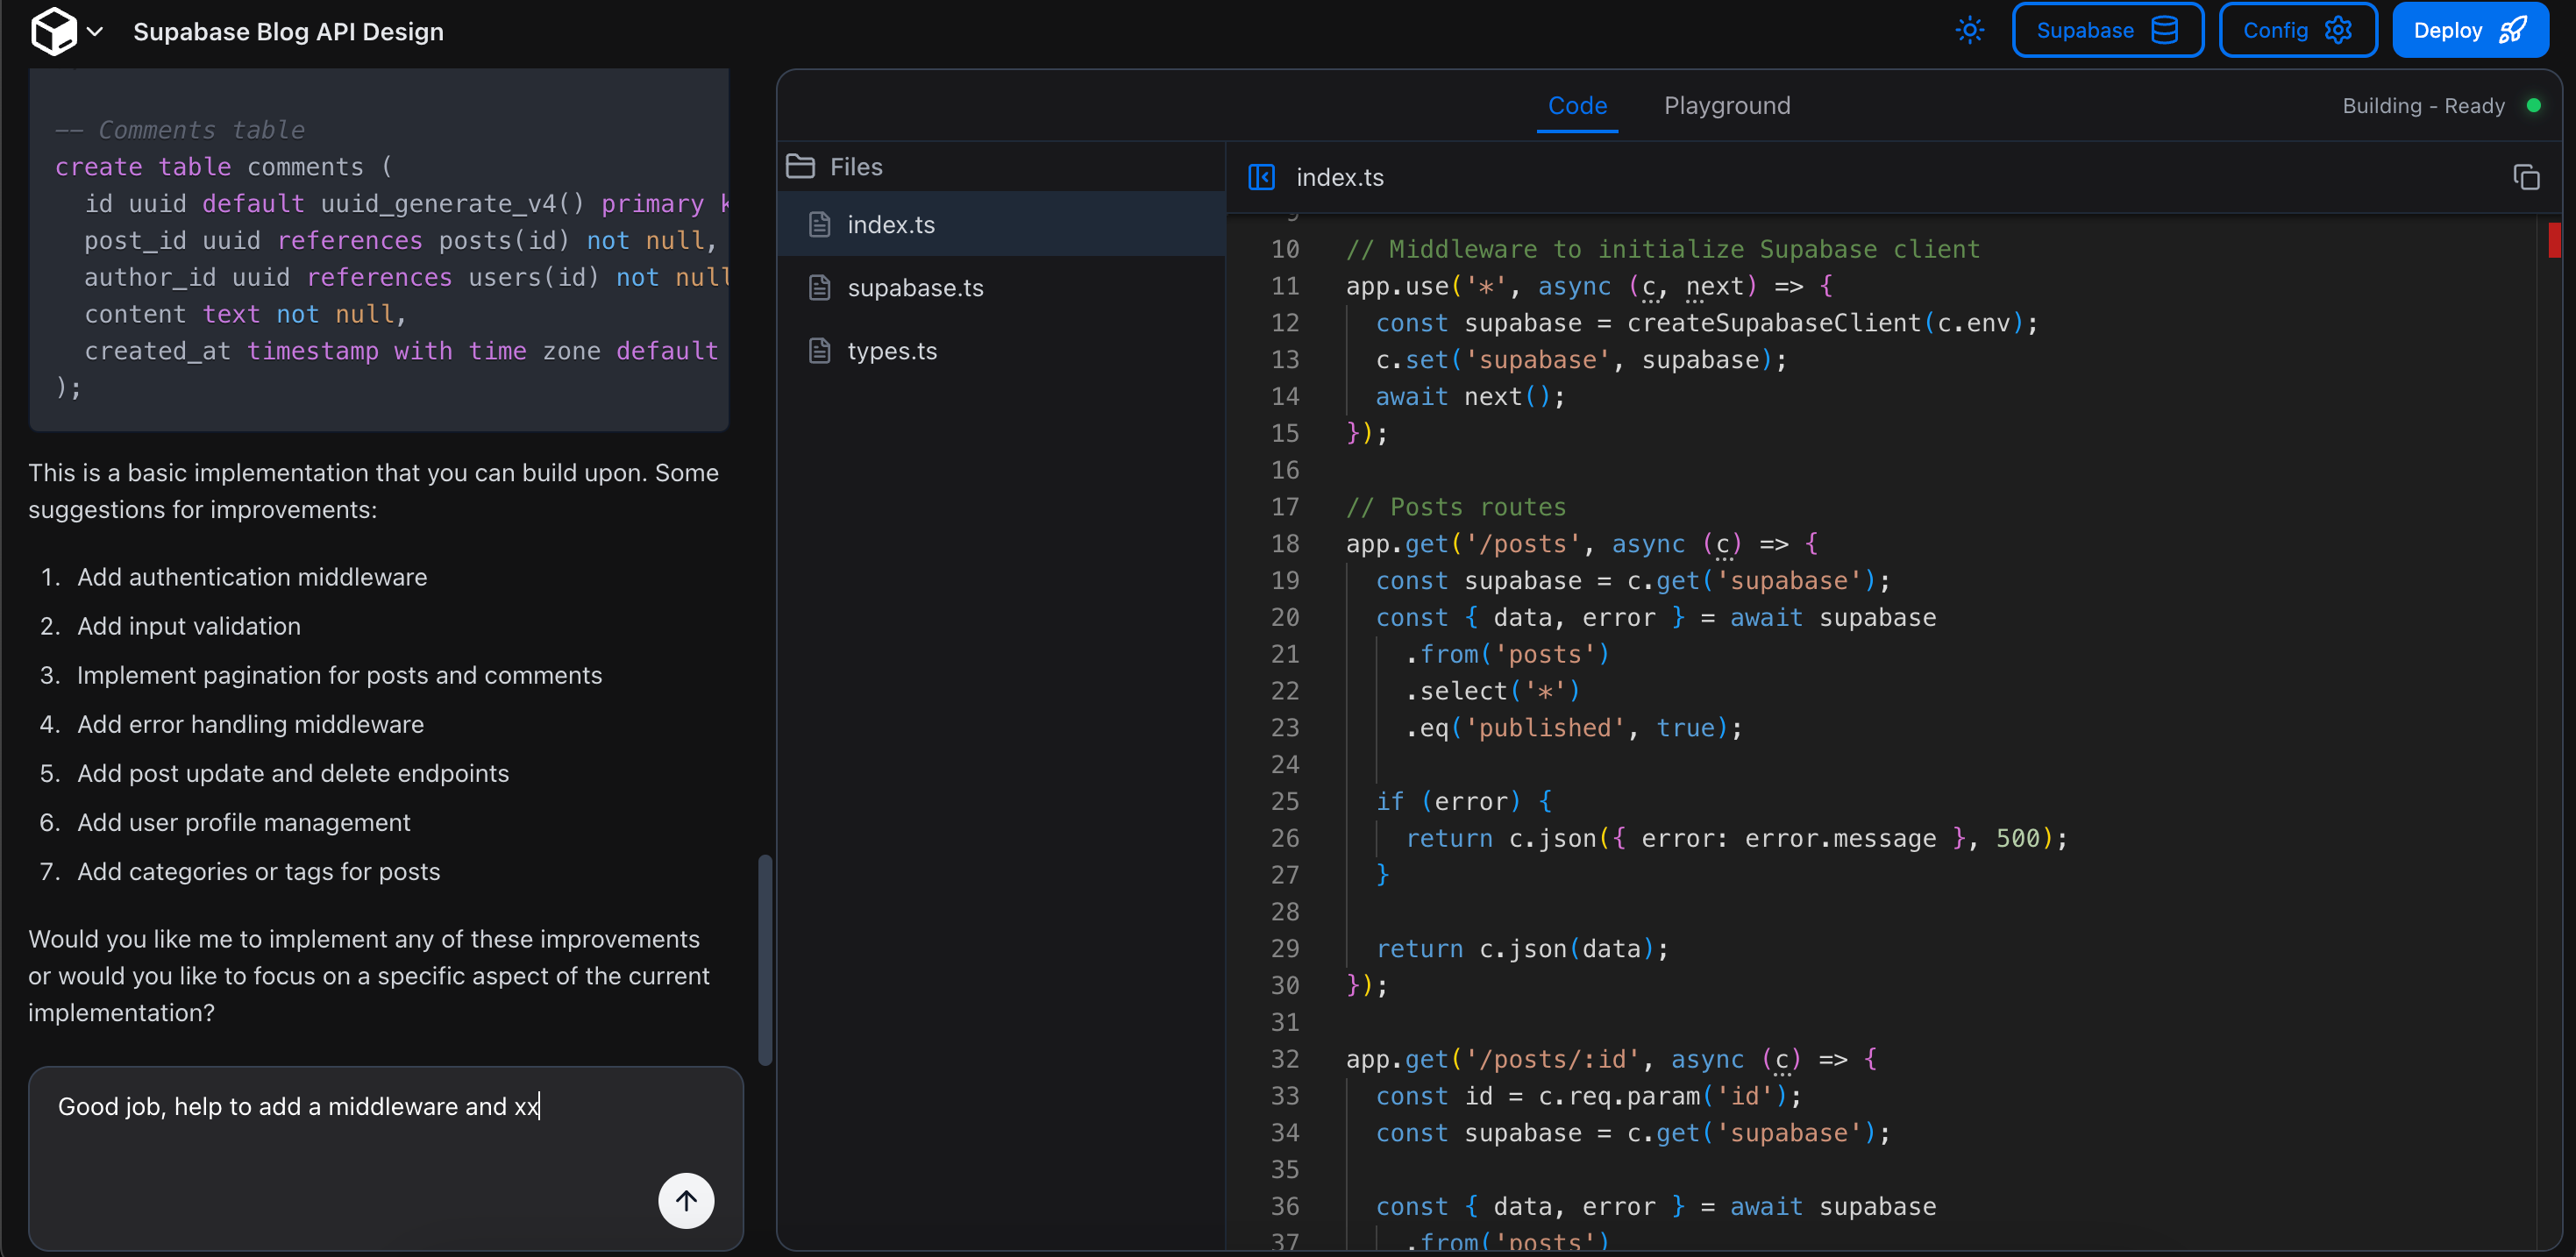 Supabase Blog API Design
Supabase
Config
Deploy
-- Comments table
create table comments (
id uuid default uuid_generate_v4() primary k
post_id uuid references posts(id) not null,
author_id uuid references users(id) not null
content text not null,
created_at timestamp with time zone default
);
This is a basic implementation that you can build upon. Some
suggestions for improvements:
1. Add authentication middleware
2. Add input validation
3. Implement pagination for posts and comments
4. Add error handling middleware
5. Add post update and delete endpoints
6. Add user profile management
7. Add categories or tags for posts
Would you like me to implement any of these improvements
or would you like to focus on a specific aspect of the current
implementation?
Good job, help to add a middleware and xx
Code
Playground
Building - Ready
Files
index.ts
supabase.ts
types.ts
index.ts
9
10 // Middleware to initialize Supabase client
11 app.use('*', async (c, next) => {
12 const supabase = createSupabaseClient(c.env);
13 c.set('supabase', supabase);
14 await next();
15 });
16
17 // Posts routes
18 app.get('/posts', async (c) => {
19 const supabase = c.get('supabase');
20 const { data, error } = await supabase
21 .from('posts')
22 .select('*')
23 .eq('published', true);
24
25 if (error) {
26 return c.json({ error: error.message }, 500);
27 }
28
29 return c.json(data);
30 });
31
32 app.get('/posts/:id', async (c) => {
33 const id = c.req.param('id');
34 const supabase = c.get('supabase');
35
36 const { data, error } = await supabase
37 .from('posts')